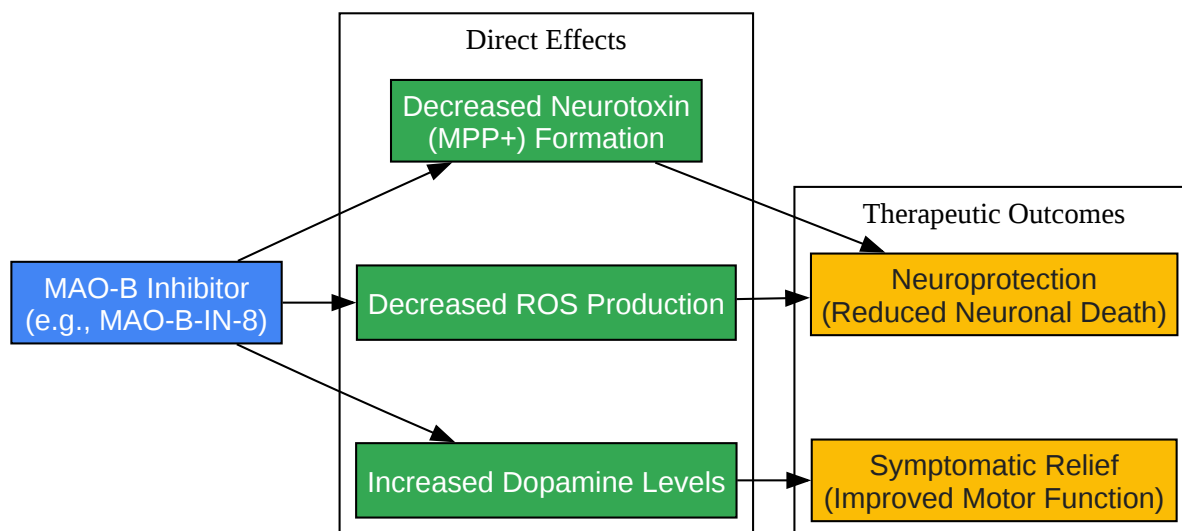 Direct Effects
Decreased Neurotoxin
(MPP+) Formation
Therapeutic Outcomes
MAO-B Inhibitor
(e.g., MAO-B-IN-8)
Decreased ROS Production
Neuroprotection
(Reduced Neuronal Death)
Increased Dopamine Levels
Symptomatic Relief
(Improved Motor Function)